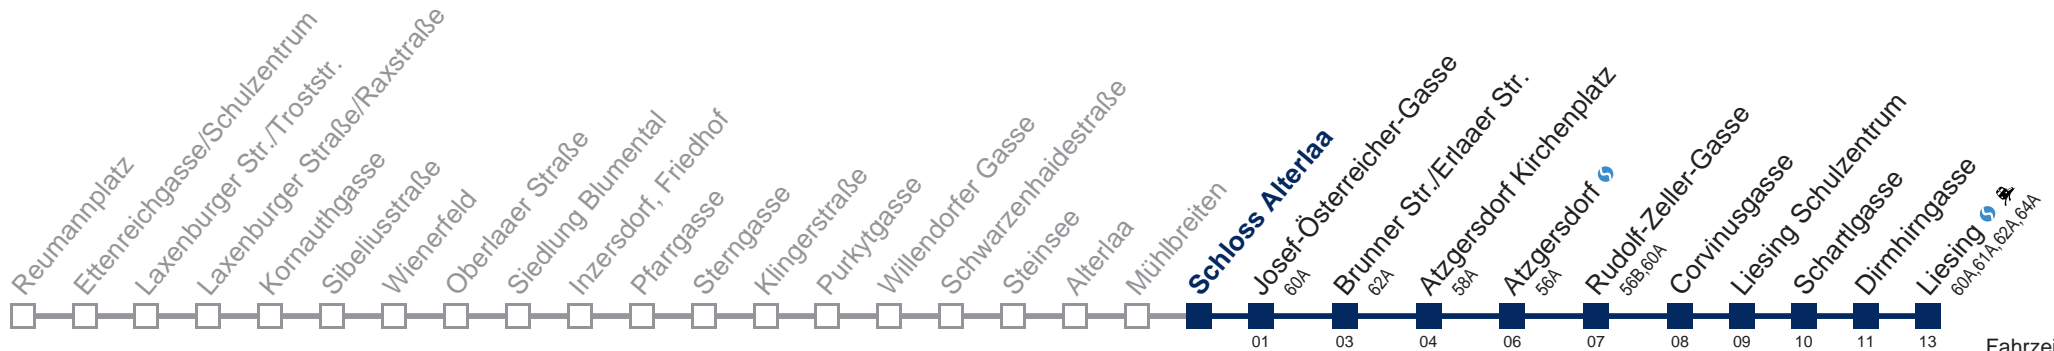 Reumannplatz
Ettenreichgasse/Schulzentrum
Laxenburger Str./Troststr.
Laxenburger Straße/Raxstraße
Kornauthgasse
Sibeliusstraße
Wienerfeld
Oberlaaer Straße
Siedlung Blumental
Inzersdorf, Friedhof
Pfarrgasse
Sterngasse
Klingerstraße
Purkytgasse
Willendorfer Gasse
Schwarzenhaidestraße
Steinsee
Alterlaa
Mühlbreiten
Schloss Alterlaa
Josef-Österreicher-Gasse
60A
Brunner Str./Erlaaer Str.
62A
Atzgersdorf Kirchenplatz
58A
Atzgersdorf
56A
Rudolf-Zeller-Gasse
56B,60A
Corvinusgasse
Liesing Schulzentrum
Schartlgasse
Dirmhirngasse
Liesing
60A,61A,62A,64A
01 03 04 06 07 08 09 10 11 13
Fahrzei